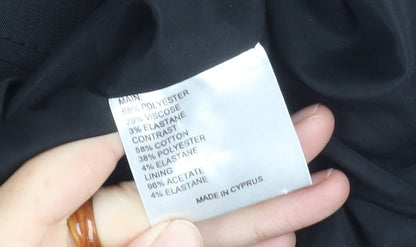 MAIN
68% POLYESTER
29% VISCOSE
3% ELASTANE
CONTRAST
58% COTTON
38% POLYESTER
4% ELASTANE
LINING
96% ACETATE
4% ELASTANE
MADE IN CYPRUS